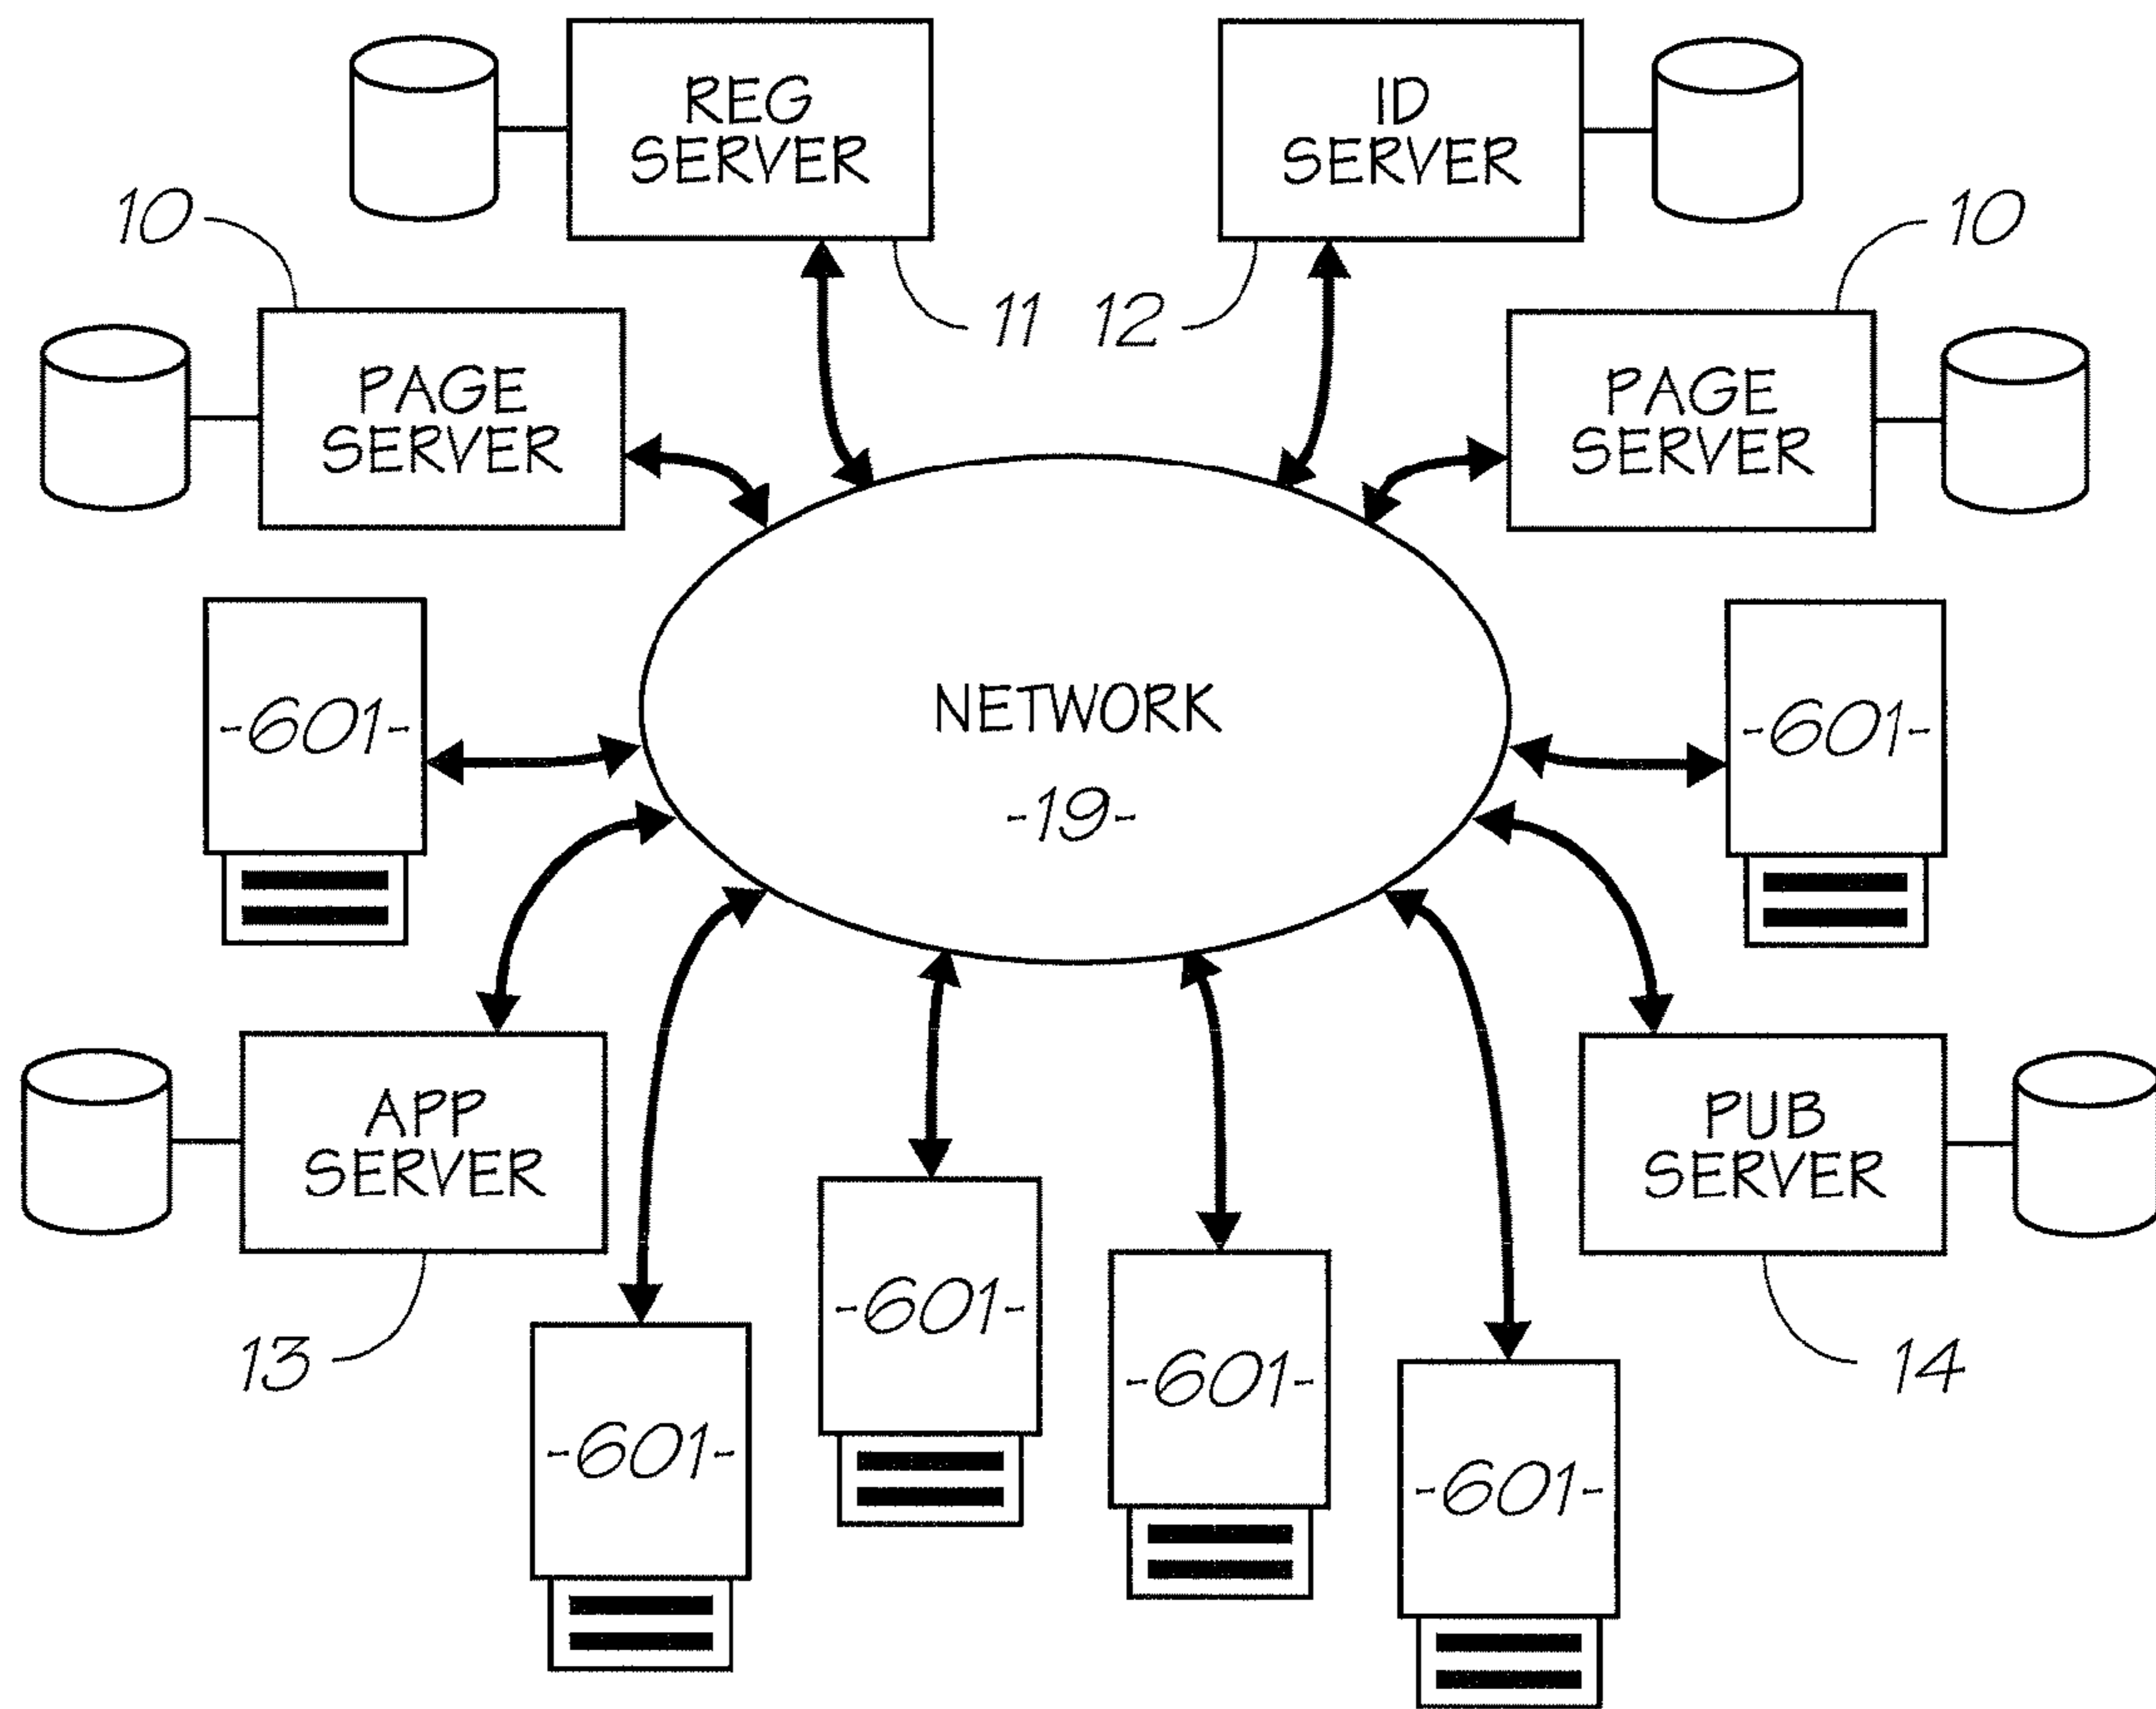 REG
SERVER
ID
SERVER
10
10
11
12
PAGE
SERVER
PAGE
SERVER
-601-
NETWORK
-19-
-601-
APP
SERVER
PUB
SERVER
13
-601-
-601-
-601-
-601-
14